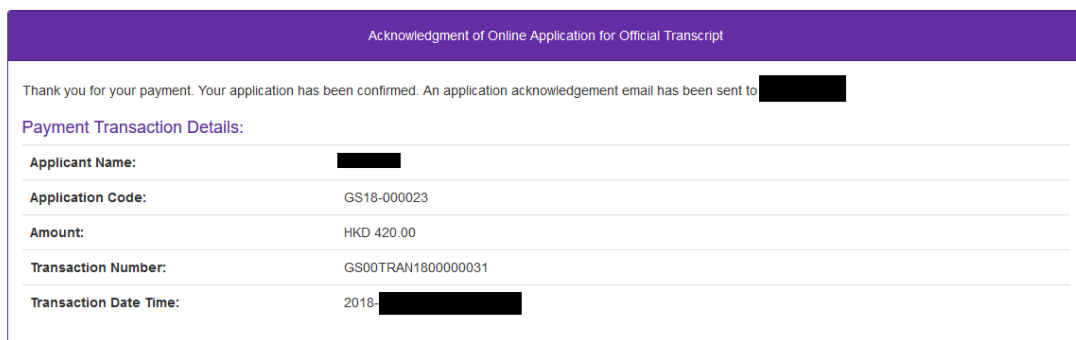 Acknowledgment of Online Application for Official Transcript
Thank you for your payment. Your application has been confirmed. An application acknowledgement email has been sent to
Payment Transaction Details:
Applicant Name:
Application Code: GS18-000023
Amount: HKD 420.00
Transaction Number: GS00TRAN1800000031
Transaction Date Time: 2018-